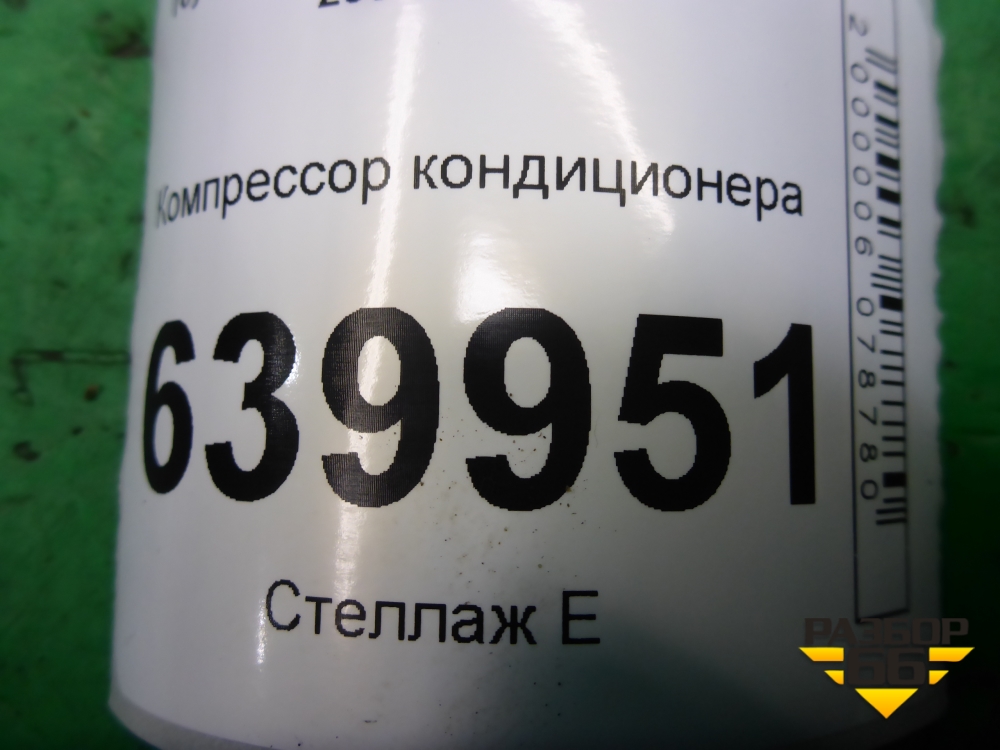 Компрессор кондиционера
639951
Стеллаж Е
2000006078780
РАЗБОР
66